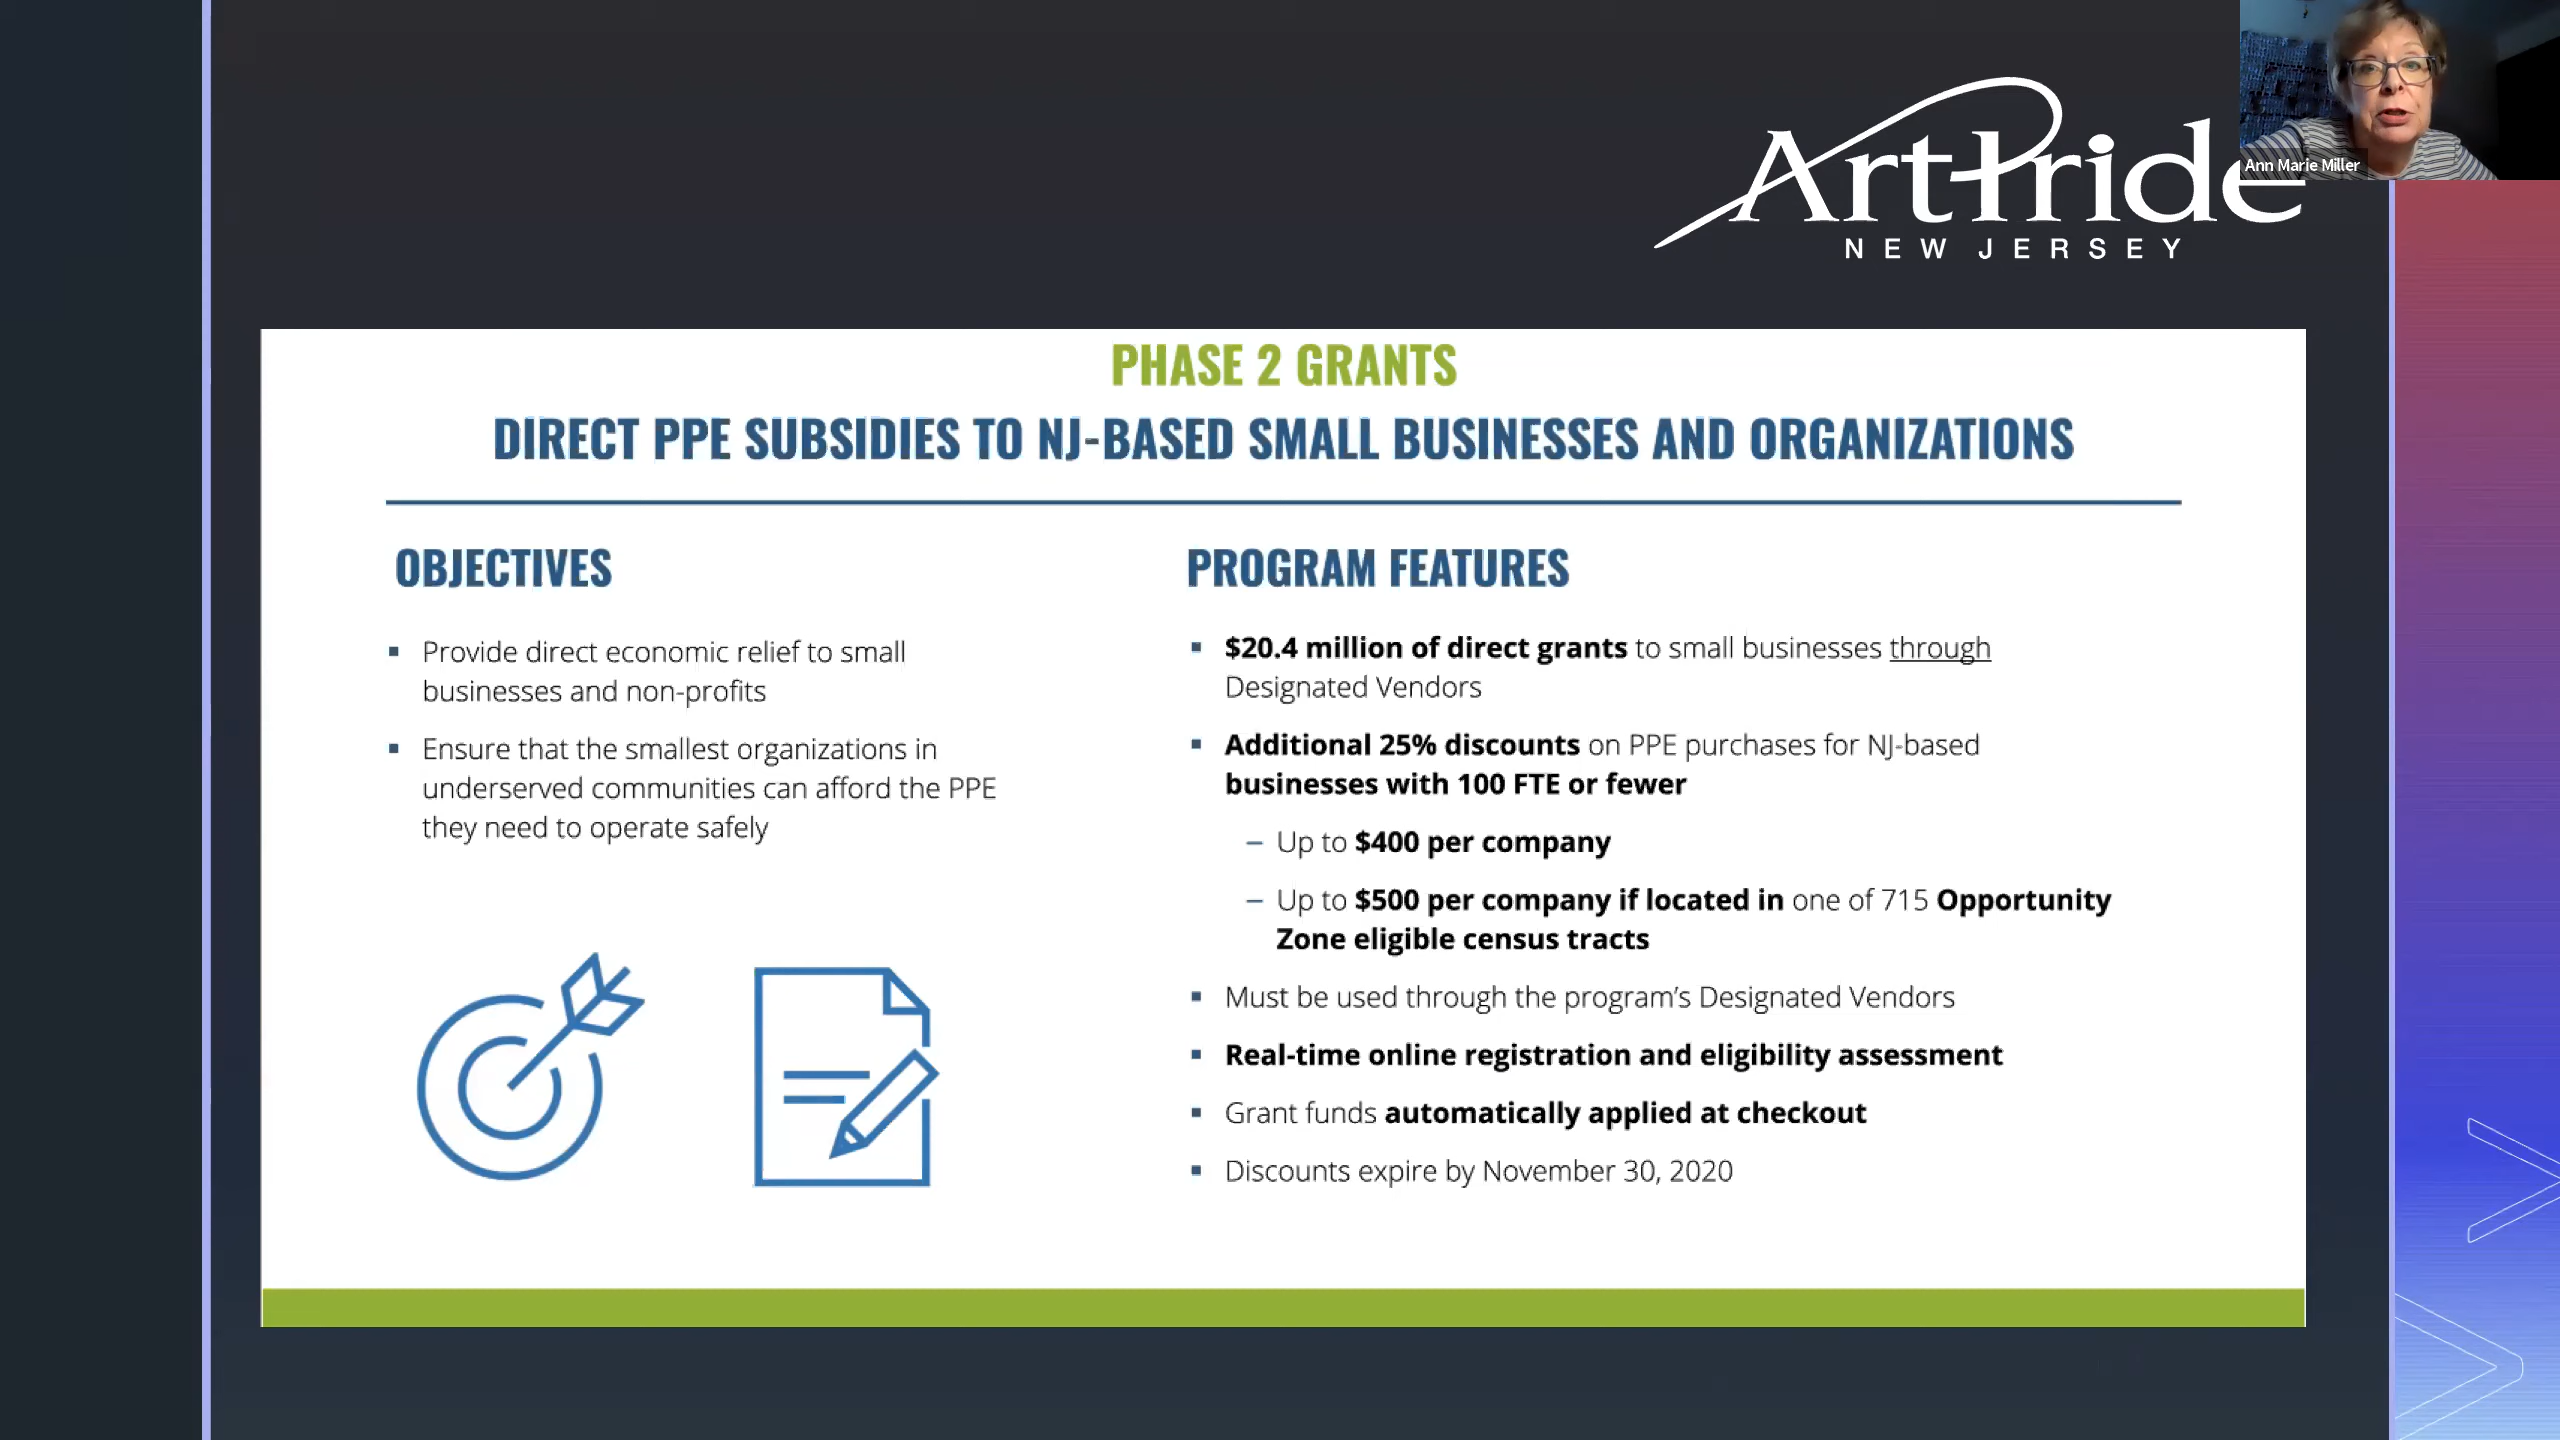 ArtPride
NEW JERSEY
Ann Marie Miller
PHASE 2 GRANTS
DIRECT PPE SUBSIDIES TO NJ-BASED SMALL BUSINESSES AND ORGANIZATIONS
OBJECTIVES
▪ Provide direct economic relief to small
businesses and non-profits
▪ Ensure that the smallest organizations in
underserved communities can afford the PPE
they need to operate safely
PROGRAM FEATURES
▪ $20.4 million of direct grants to small businesses through
Designated Vendors
▪ Additional 25% discounts on PPE purchases for NJ-based
businesses with 100 FTE or fewer
– Up to $400 per company
– Up to $500 per company if located in one of 715 Opportunity
Zone eligible census tracts
▪ Must be used through the program’s Designated Vendors
▪ Real-time online registration and eligibility assessment
▪ Grant funds automatically applied at checkout
▪ Discounts expire by November 30, 2020